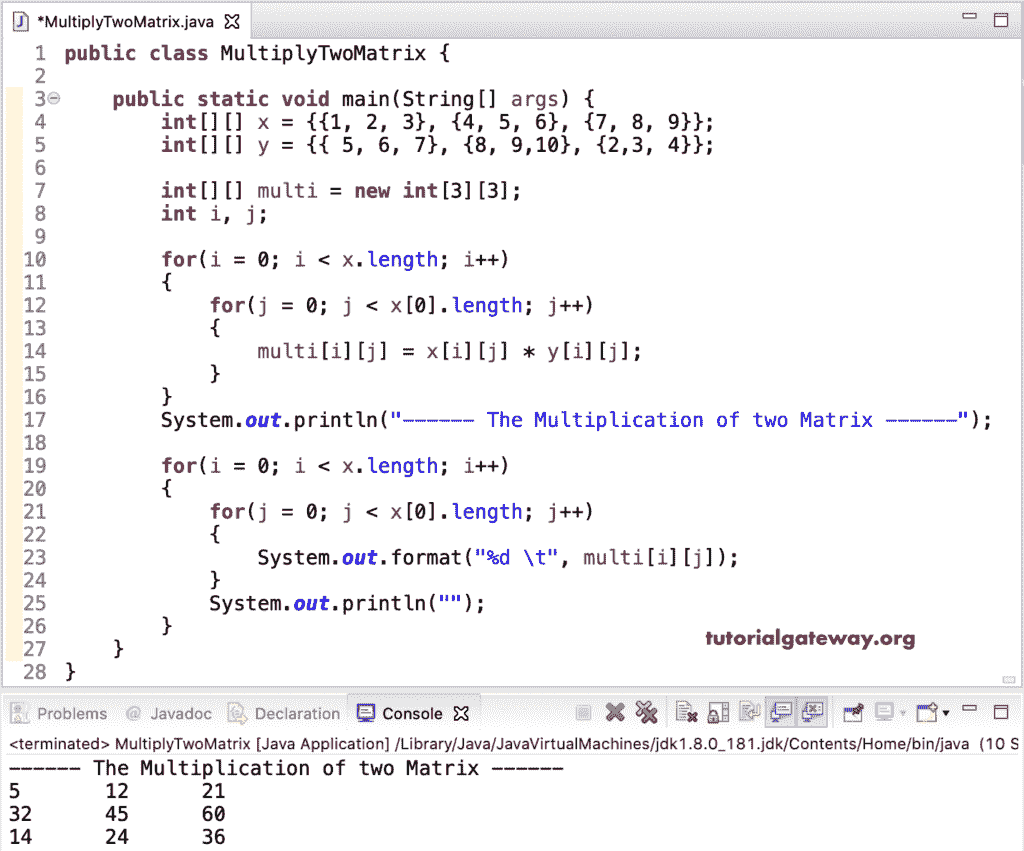 *MultiplyTwoMatrix.java
1 public class MultiplyTwoMatrix {
2
3 public static void main(String[] args) {
4 int[][] x = {{1, 2, 3}, {4, 5, 6}, {7, 8, 9}};
5 int[][] y = {{ 5, 6, 7}, {8, 9,10}, {2,3, 4}};
6
7 int[][] multi = new int[3][3];
8 int i, j;
9
10 for(i = 0; i < x.length; i++)
11 {
12 for(j = 0; j < x[0].length; j++)
13 {
14 multi[i][j] = x[i][j] * y[i][j];
15 }
16 }
17 System.out.println("------ The Multiplication of two Matrix ------");
18
19 for(i = 0; i < x.length; i++)
20 {
21 for(j = 0; j < x[0].length; j++)
22 {
23 System.out.format("%d \t", multi[i][j]);
24 }
25 System.out.println("");
26 }
27 }
28 }
tutorialgateway.org
Problems @ Javadoc Declaration Console
<terminated> MultiplyTwoMatrix [Java Application] /Library/Java/JavaVirtualMachines/jdk1.8.0_181.jdk/Contents/Home/bin/java (10 S
------ The Multiplication of two Matrix ------
5 12 21
32 45 60
14 24 36